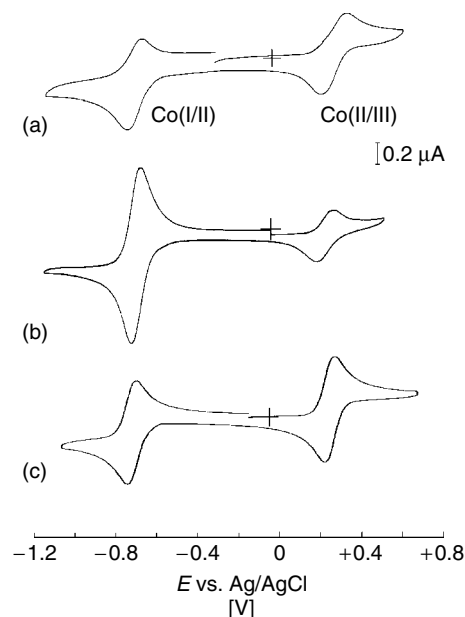 Co(I/II)
Co(II/III)
(a)
0.2 μA
(b)
(c)
−1.2 −0.8 −0.4 0 +0.4 +0.8
E vs. Ag/AgCl
[V]